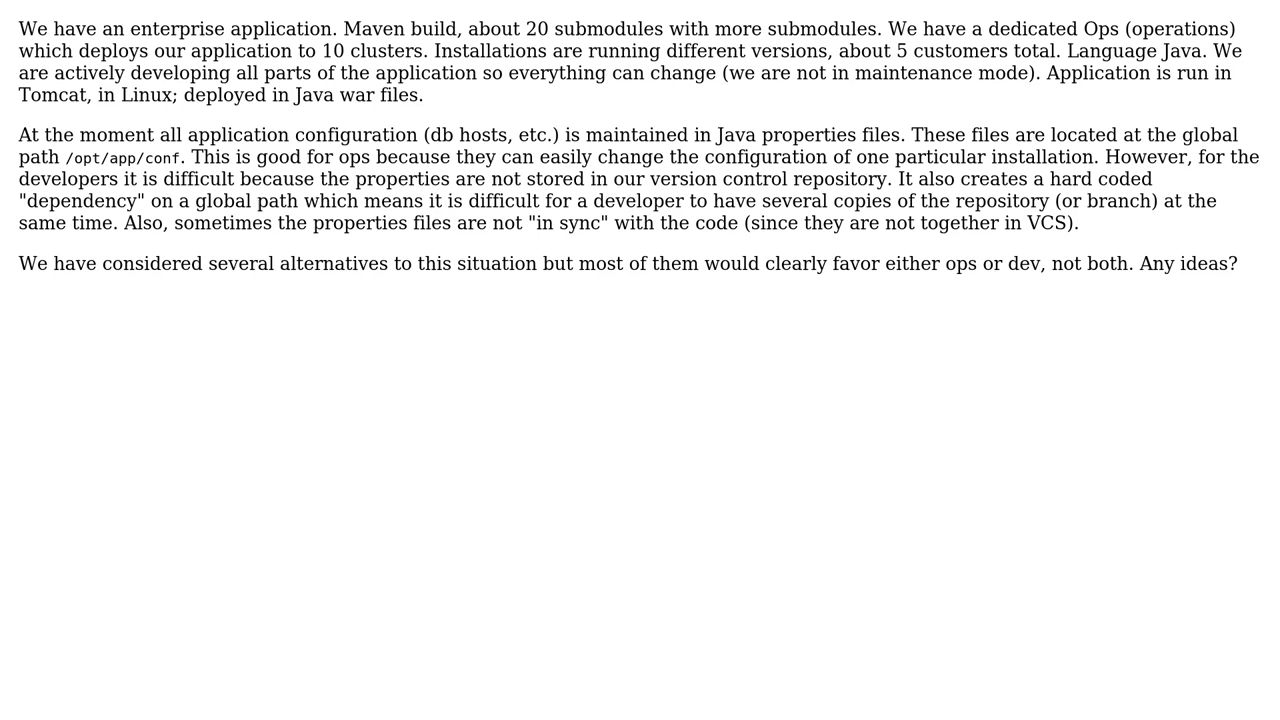 We have an enterprise application. Maven build, about 20 submodules with more submodules. We have a dedicated Ops (operations)
which deploys our application to 10 clusters. Installations are running different versions, about 5 customers total. Language Java. We
are actively developing all parts of the application so everything can change (we are not in maintenance mode). Application is run in
Tomcat, in Linux; deployed in Java war files.
At the moment all application configuration (db hosts, etc.) is maintained in Java properties files. These files are located at the global
path /opt/app/conf. This is good for ops because they can easily change the configuration of one particular installation. However, for the
developers it is difficult because the properties are not stored in our version control repository. It also creates a hard coded
"dependency" on a global path which means it is difficult for a developer to have several copies of the repository (or branch) at the
same time. Also, sometimes the properties files are not "in sync" with the code (since they are not together in VCS).
We have considered several alternatives to this situation but most of them would clearly favor either ops or dev, not both. Any ideas?